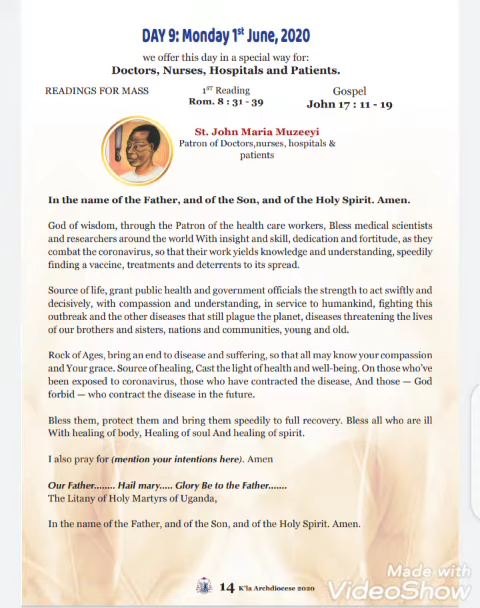 DAY 9: Monday 1st June, 2020
we offer this day in a special way for:
Doctors, Nurses, Hospitals and Patients.
READINGS FOR MASS
1ST Reading
Rom. 8 : 31 - 39
Gospel
John 17 : 11 - 19
St. John Maria Muzeeyi
Patron of Doctors,nurses, hospitals &
patients
In the name of the Father, and of the Son, and of the Holy Spirit. Amen.
God of wisdom, through the Patron of the health care workers, Bless medical scientists
and researchers around the world With insight and skill, dedication and fortitude, as they
combat the coronavirus, so that their work yields knowledge and understanding, speedily
finding a vaccine, treatments and deterrents to its spread.
Source of life, grant public health and government officials the strength to act swiftly and
decisively, with compassion and understanding, in service to humankind, fighting this
outbreak and the other diseases that still plague the planet, diseases threatening the lives
of our brothers and sisters, nations and communities, young and old.
Rock of Ages, bring an end to disease and suffering, so that all may know your compassion
and Your grace. Source of healing, Cast the light of health and well-being. On those who've
been exposed to coronavirus, those who have contracted the disease, And those — God
forbid — who contract the disease in the future.
Bless them, protect them and bring them speedily to full recovery. Bless all who are ill
With healing of body, Healing of soul And healing of spirit.
I also pray for (mention your intentions here). Amen
Our Father........ Hail mary..... Glory Be to the Father.......
The Litany of Holy Martyrs of Uganda,
In the name of the Father, and of the Son, and of the Holy Spirit. Amen.
14 K'la Archdiocese 2020
Made with
VideoShow